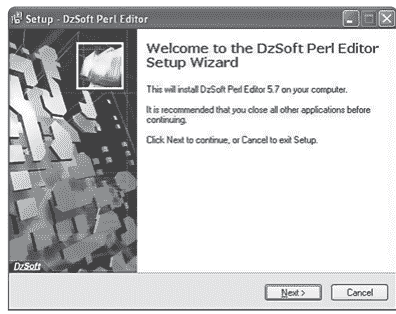 Setup - DzSoft Perl Editor
Welcome to the DzSoft Perl Editor
Setup Wizard
This will install DzSoft Perl Editor 5.7 on your computer.
It is recommended that you close all other applications before
continuing.
Click Next to continue, or Cancel to exit Setup.
DzSoft
Next >
Cancel